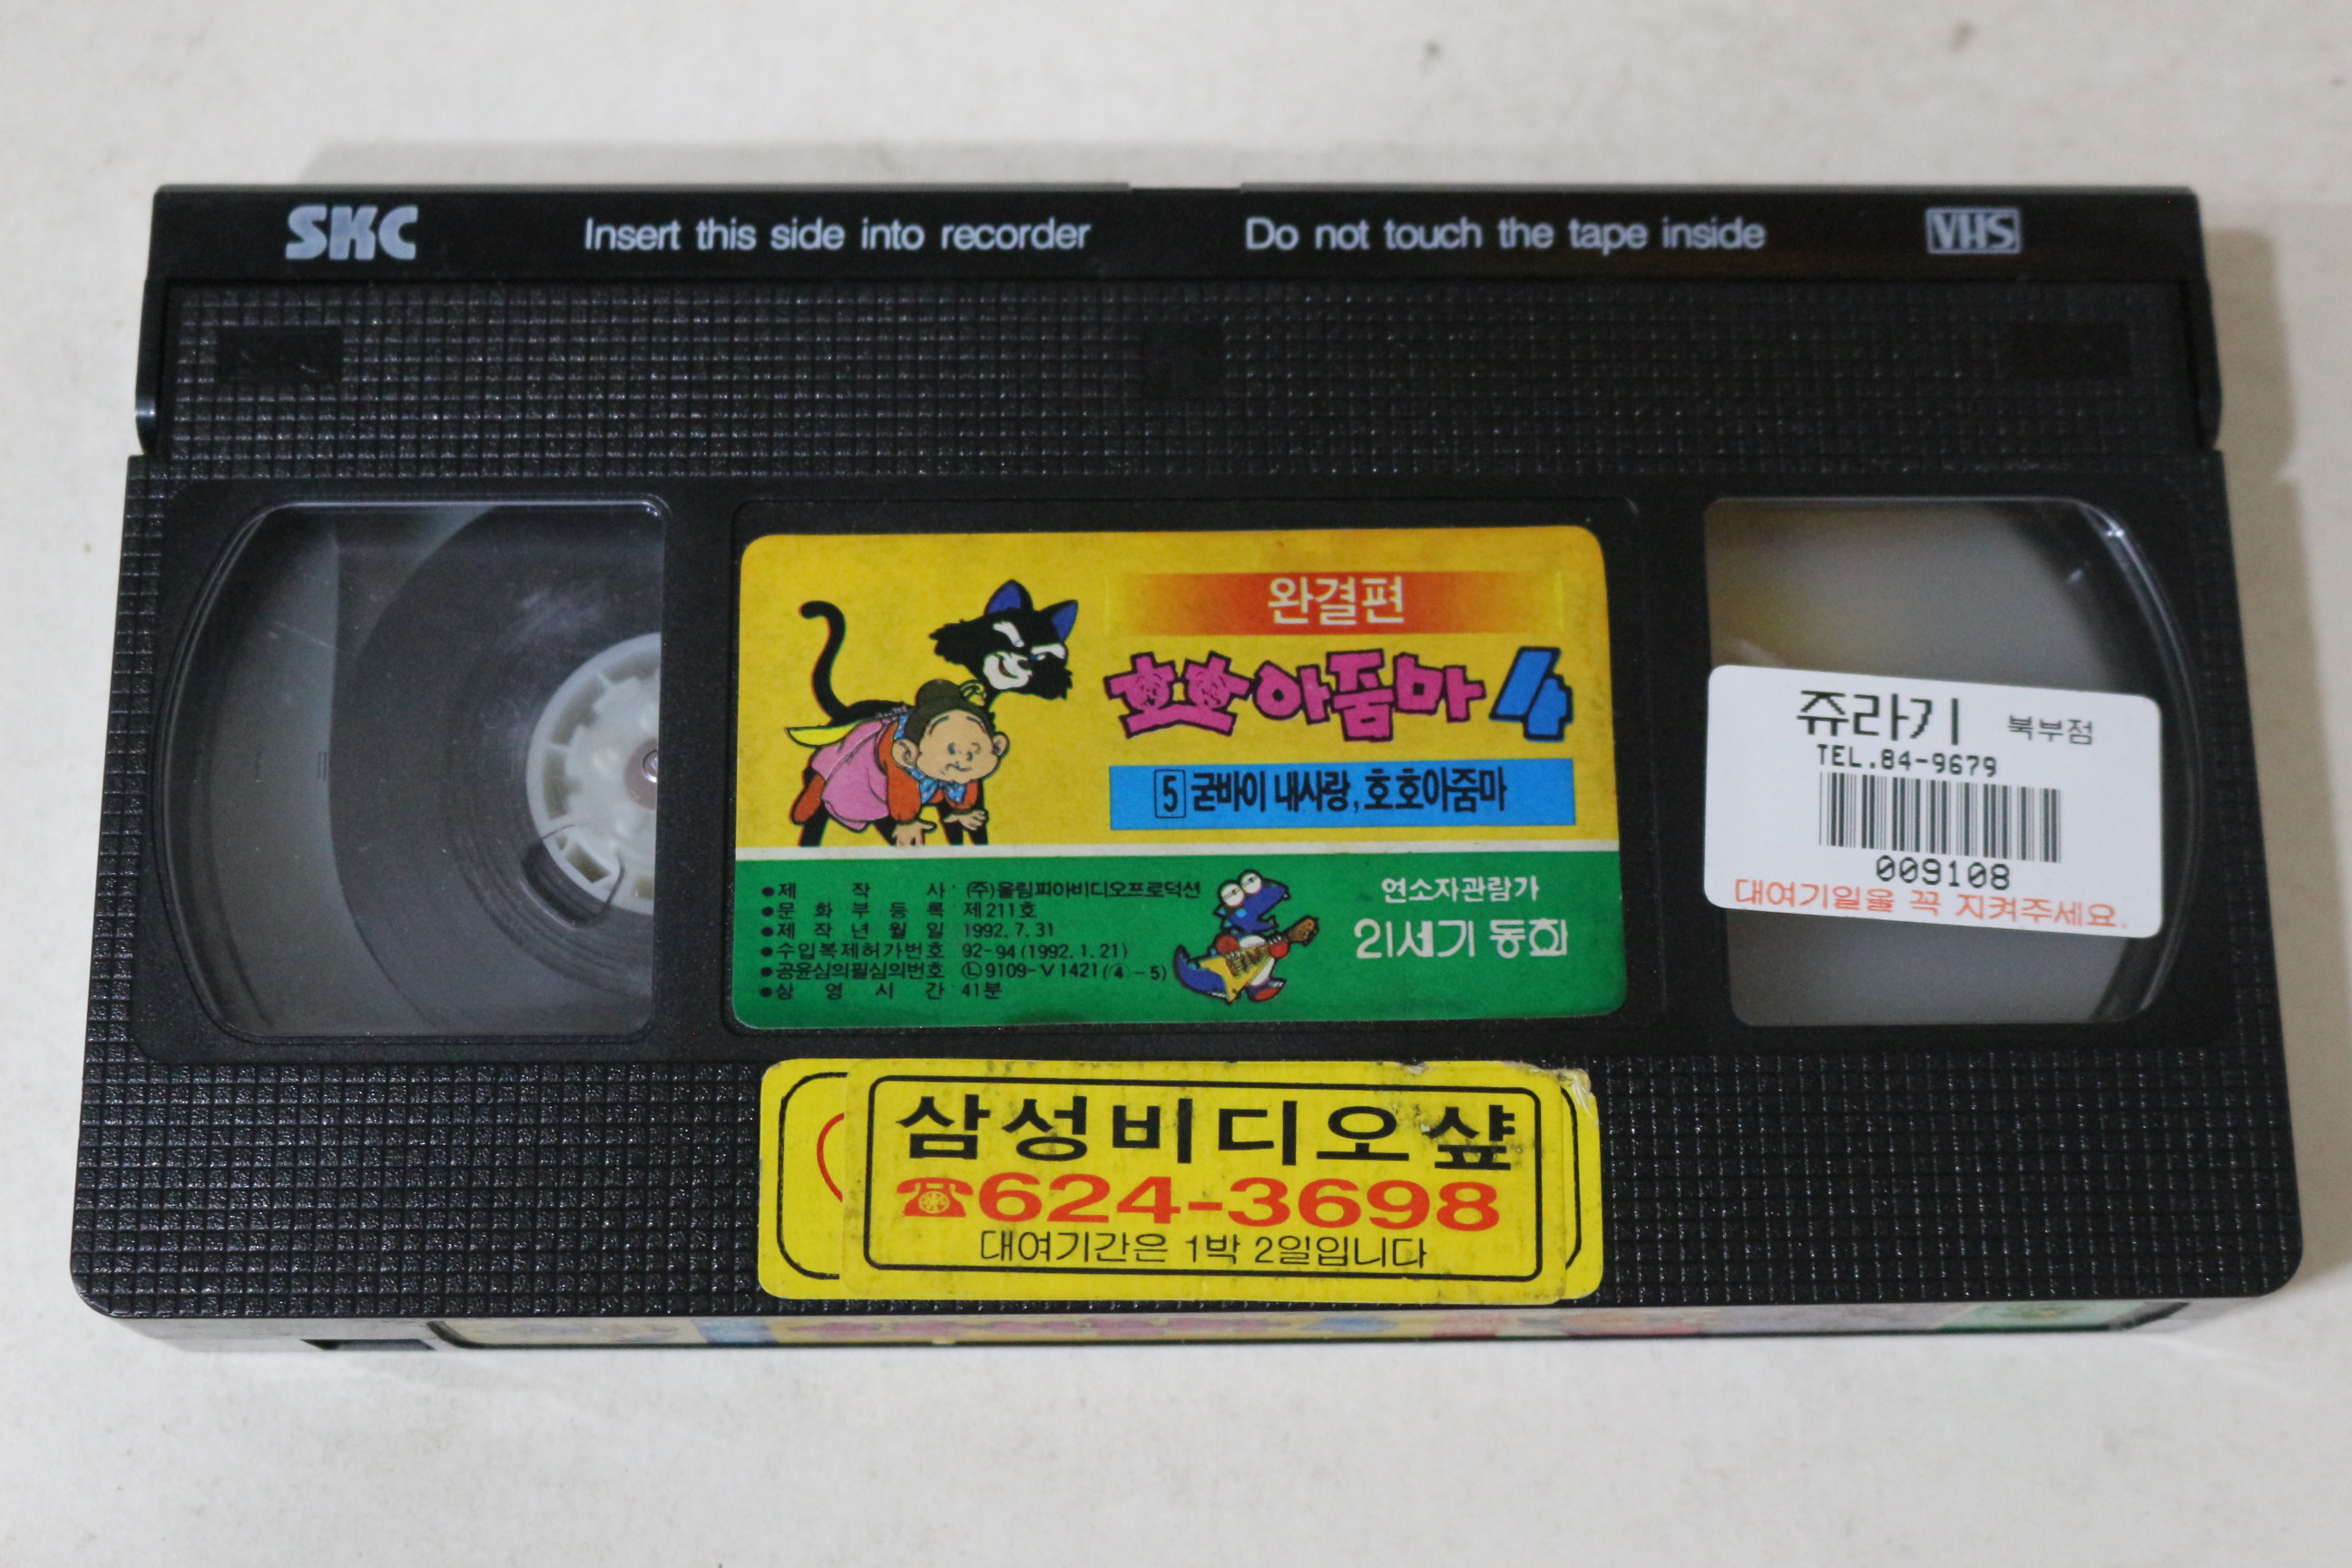 SKC Insert this side into recorder Do not touch the tape inside VHS
완결편
호호아줌마 4
5 굳바이 내사랑, 호호아줌마
●제 작 사 : (주)올림피아비디오프로덕션
●문 화 부 등 록 : 제211호
●제 작 년 월 일 : 1992. 7. 31
●수입복제허가번호 : 92-94 (1992. 1. 21)
●공윤심의필심의번호 : Ⓛ9109-V1421(4-5)
●상 영 시 간 : 41분
연소자관람가
21세기 동화
쥬라기 북부점
TEL.84-9679
009108
대여기일을 꼭 지켜주세요.
삼성비디오샾
☎624-3698
대여기간은 1박 2일입니다